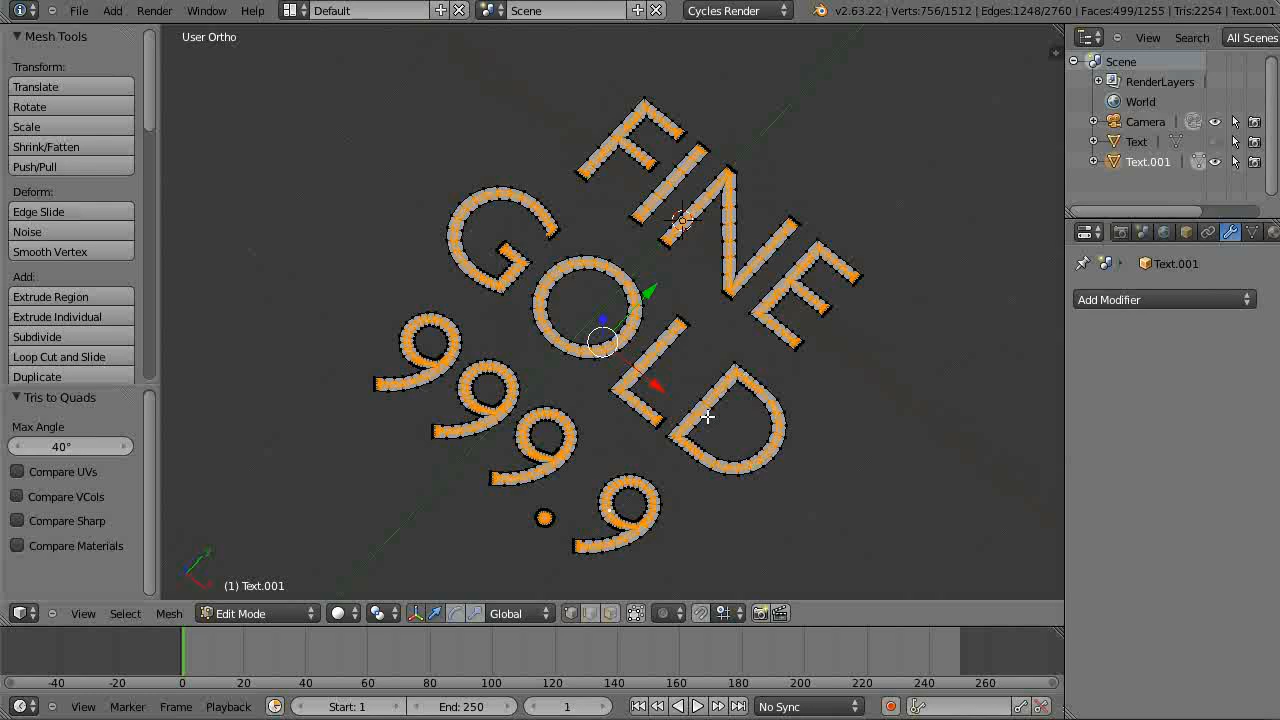 File Add Render Window Help Default Scene Cycles Render v2.63.22 | Verts:756/1512 | Edges:1248/2760 | Faces:499/1255 | Tris:2254 | Text.001
Mesh Tools
Transform:
Translate
Rotate
Scale
Shrink/Fatten
Push/Pull
Deform:
Edge Slide
Noise
Smooth Vertex
Add:
Extrude Region
Extrude Individual
Subdivide
Loop Cut and Slide
Duplicate
Tris to Quads
Max Angle
40°
Compare UVs
Compare VCols
Compare Sharp
Compare Materials
User Ortho
FINE
GOLD
999.9
(1) Text.001
View Search All Scenes
Scene
RenderLayers
World
Camera
Text
Text.001
Text.001
Add Modifier
View Select Mesh Edit Mode Global
-40 -20 0 20 40 60 80 100 120 140 160 180 200 220 240 260
View Marker Frame Playback Start: 1 End: 250 1 No Sync